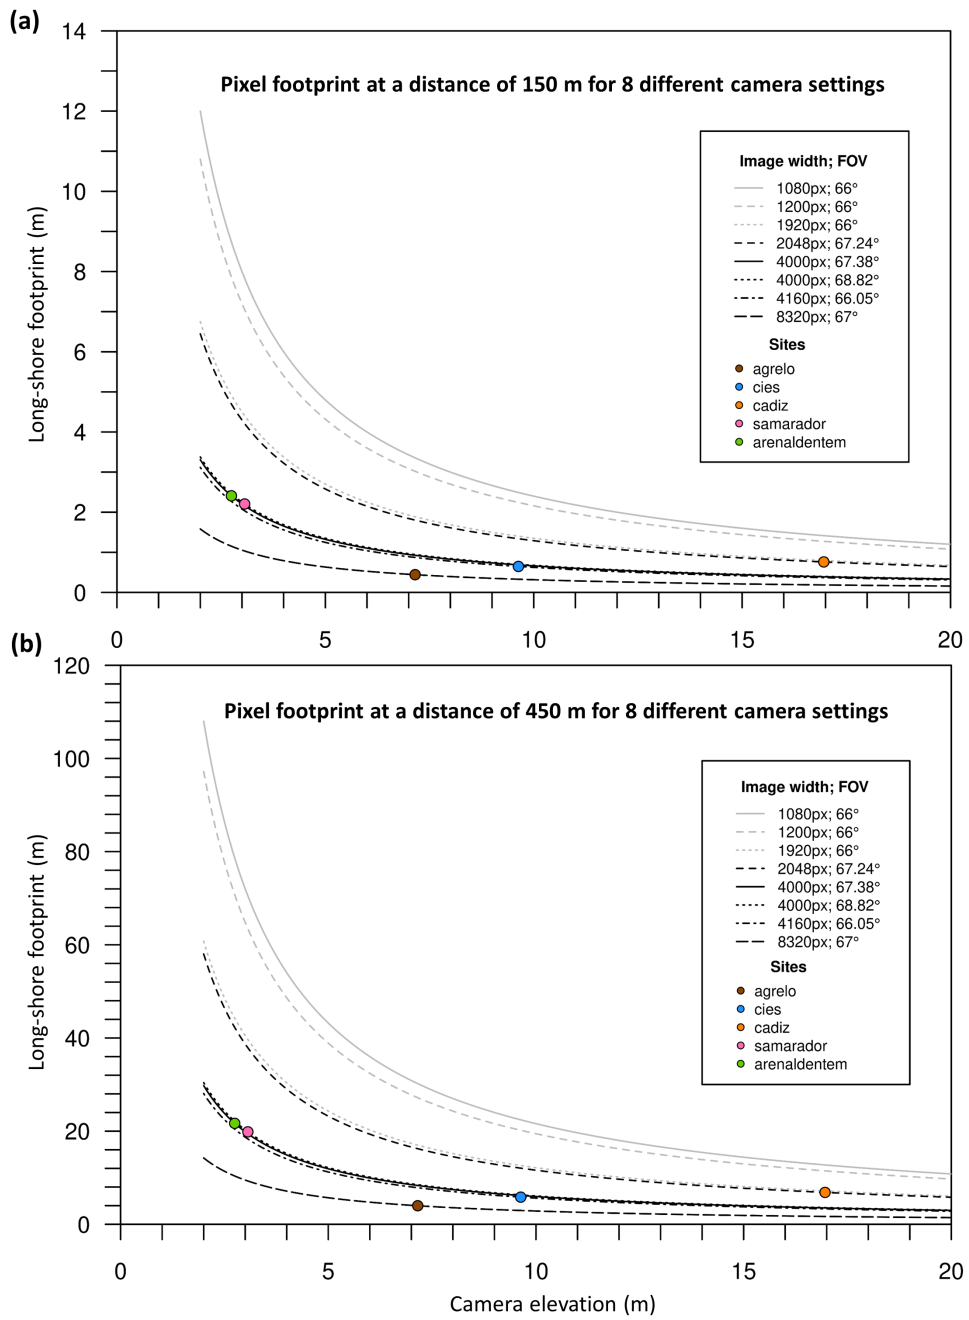 (a)
Pixel footprint at a distance of 150 m for 8 different camera settings
Long-shore footprint (m)
14
12
10
8
6
4
2
0
Image width; FOV
1080px; 66°
1200px; 66°
1920px; 66°
2048px; 67.24°
4000px; 67.38°
4000px; 68.82°
4160px; 66.05°
8320px; 67°
Sites
agrelo
cies
cadiz
samarador
arenaldentem
0 5 10 15 20
(b)
Pixel footprint at a distance of 450 m for 8 different camera settings
Long-shore footprint (m)
120
100
80
60
40
20
0
Image width; FOV
1080px; 66°
1200px; 66°
1920px; 66°
2048px; 67.24°
4000px; 67.38°
4000px; 68.82°
4160px; 66.05°
8320px; 67°
Sites
agrelo
cies
cadiz
samarador
arenaldentem
0 5 10 15 20
Camera elevation (m)